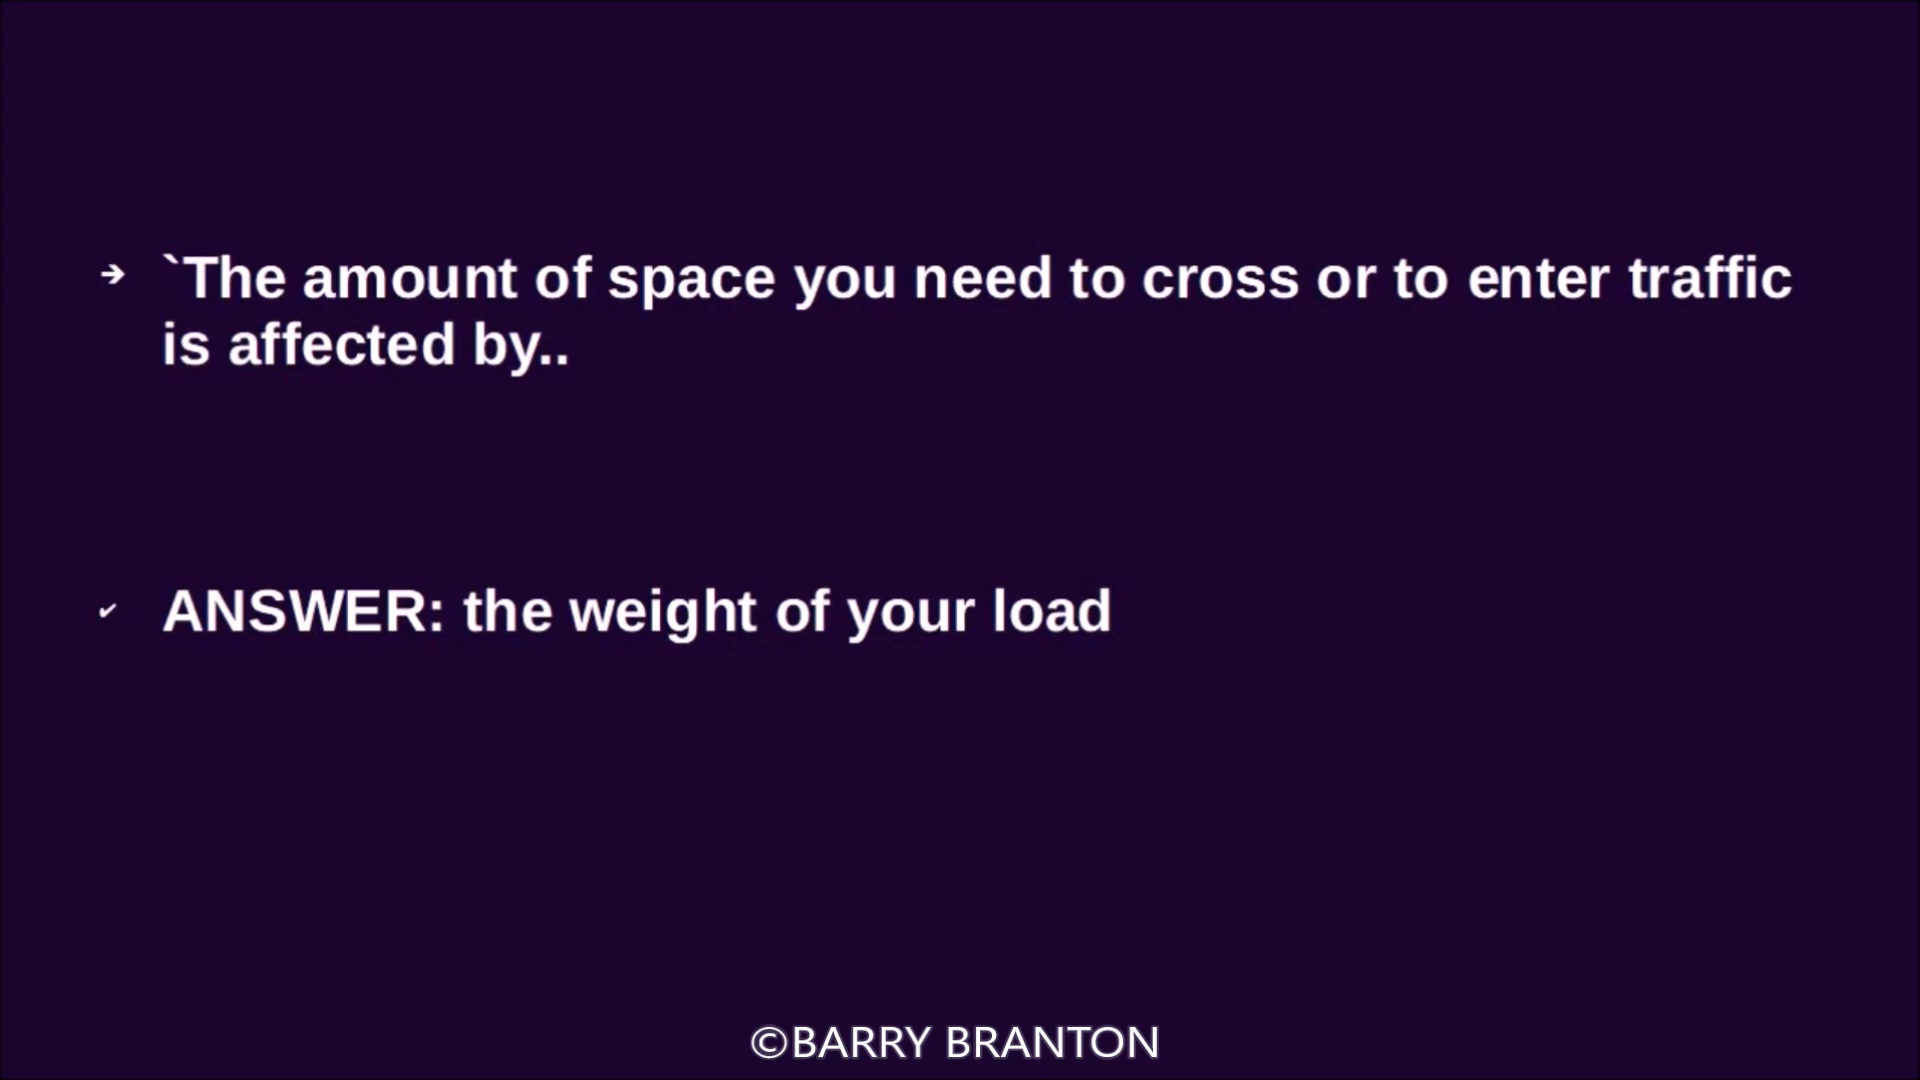 ➔ `The amount of space you need to cross or to enter traffic
is affected by..
✔ ANSWER: the weight of your load
©BARRY BRANTON